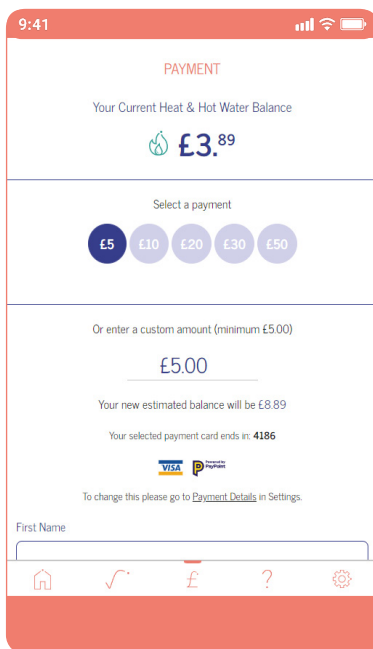 9:41
PAYMENT
Your Current Heat & Hot Water Balance
£3.89
Select a payment
£5 £10 £20 £30 £50
Or enter a custom amount (minimum £5.00)
£5.00
Your new estimated balance will be £8.89
Your selected payment card ends in: 4186
VISA Powered by PayPoint
To change this please go to Payment Details in Settings.
First Name
£ ?